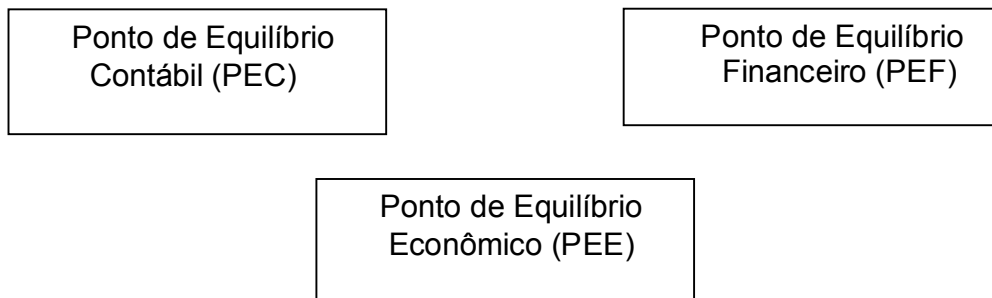 Ponto de Equilíbrio
Contábil (PEC)
Ponto de Equilíbrio
Financeiro (PEF)
Ponto de Equilíbrio
Econômico (PEE)